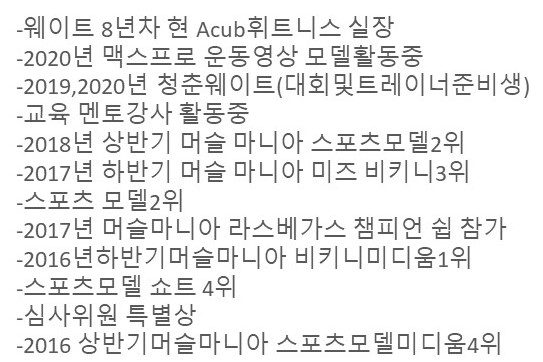 -웨이트 8년차 현 Acub휘트니스 실장
-2020년 맥스프로 운동영상 모델활동중
-2019,2020년 청춘웨이트(대회및트레이너준비생)
-교육 멘토강사 활동중
-2018년 상반기 머슬 마니아 스포츠모델2위
-2017년 하반기 머슬 마니아 미즈 비키니3위
-스포츠 모델2위
-2017년 머슬마니아 라스베가스 챔피언 쉽 참가
-2016년하반기머슬마니아 비키니미디움1위
-스포츠모델 쇼트 4위
-심사위원 특별상
-2016 상반기머슬마니아 스포츠모델미디움4위